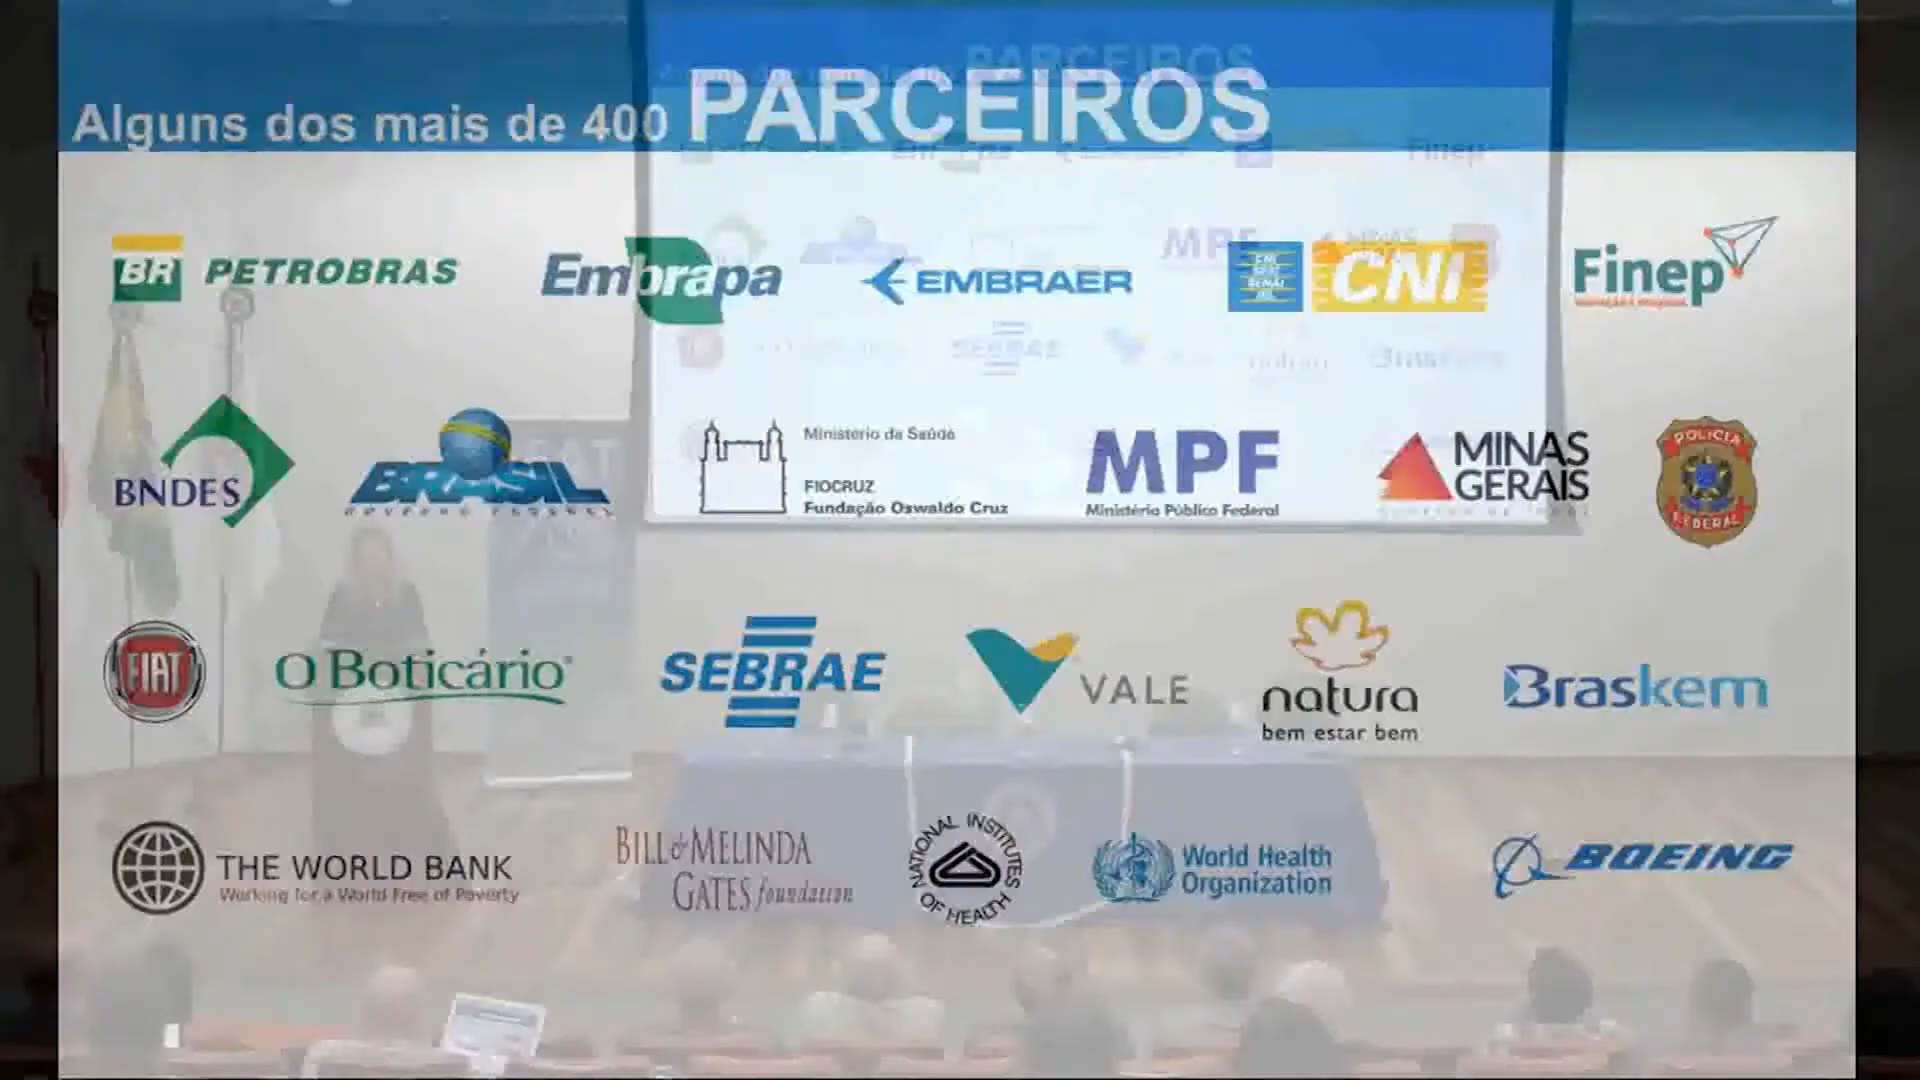 Alguns dos mais de 400 PARCEIROS
BR PETROBRAS
Embrapa
EMBRAER
CNI
Finep
BNDES
BRASIL
GOVERNO FEDERAL
Ministério da Saúde
FIOCRUZ
Fundação Oswaldo Cruz
MPF
Ministério Público Federal
MINAS
GERAIS
POLÍCIA
FEDERAL
FIAT
O Boticário
SEBRAE
VALE
natura
bem estar bem
Braskem
THE WORLD BANK
Working for a World Free of Poverty
BILL & MELINDA
GATES foundation
NATIONAL INSTITUTES
OF HEALTH
World Health
Organization
BOEING